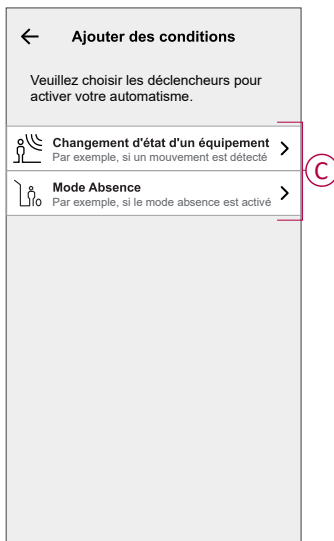 Ajouter des conditions
Veuillez choisir les déclencheurs pour
activer votre automatisme.
Changement d'état d'un équipement
Par exemple, si un mouvement est détecté
Mode Absence
Par exemple, si le mode absence est activé
C